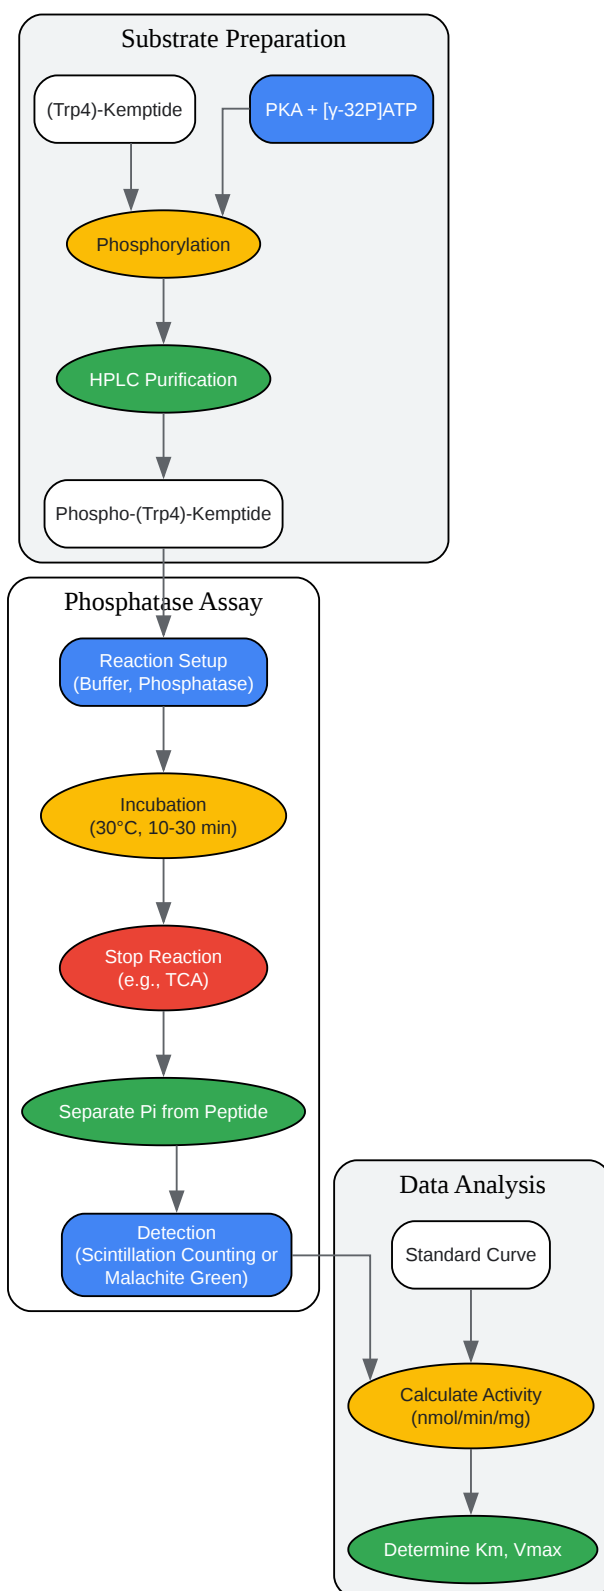 Substrate Preparation
(Trp4)-Kemptide
PKA + [γ-32P]ATP
Phosphorylation
HPLC Purification
Phospho-(Trp4)-Kemptide
Phosphatase Assay
Reaction Setup
(Buffer, Phosphatase)
Incubation
(30°C, 10-30 min)
Stop Reaction
(e.g., TCA)
Separate Pi from Peptide
Detection
(Scintillation Counting or
Malachite Green)
Data Analysis
Standard Curve
Calculate Activity
(nmol/min/mg)
Determine Km, Vmax